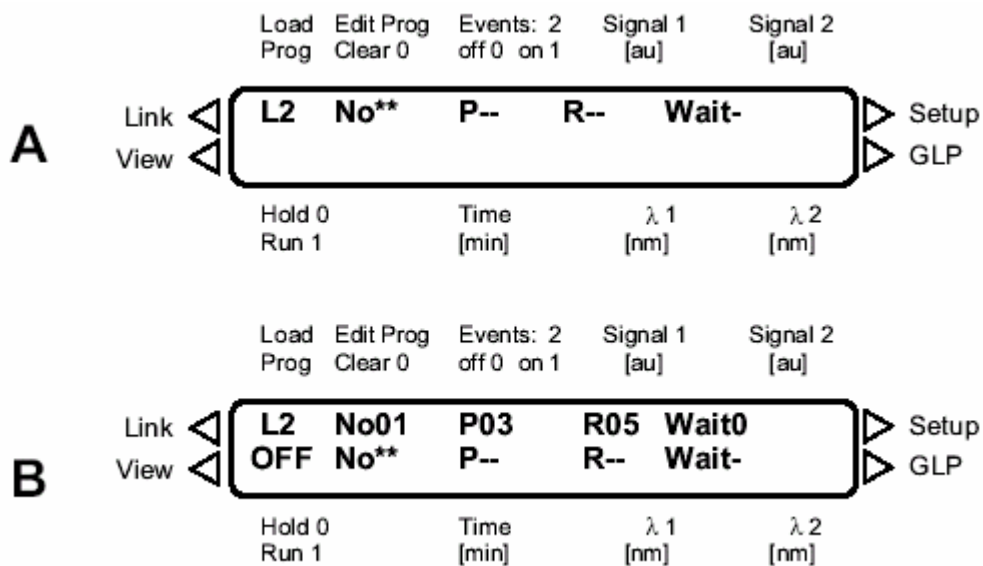 Load Edit Prog Events: 2 Signal 1 Signal 2
Prog Clear 0 off 0 on 1 [au] [au]
Link L2 No** P-- R-- Wait- Setup
A
View GLP
Hold 0 Time λ 1 λ 2
Run 1 [min] [nm] [nm]
Load Edit Prog Events: 2 Signal 1 Signal 2
Prog Clear 0 off 0 on 1 [au] [au]
Link L2 No01 P03 R05 Wait0 Setup
View OFF No** P-- R-- Wait- GLP
B
Hold 0 Time λ 1 λ 2
Run 1 [min] [nm] [nm]